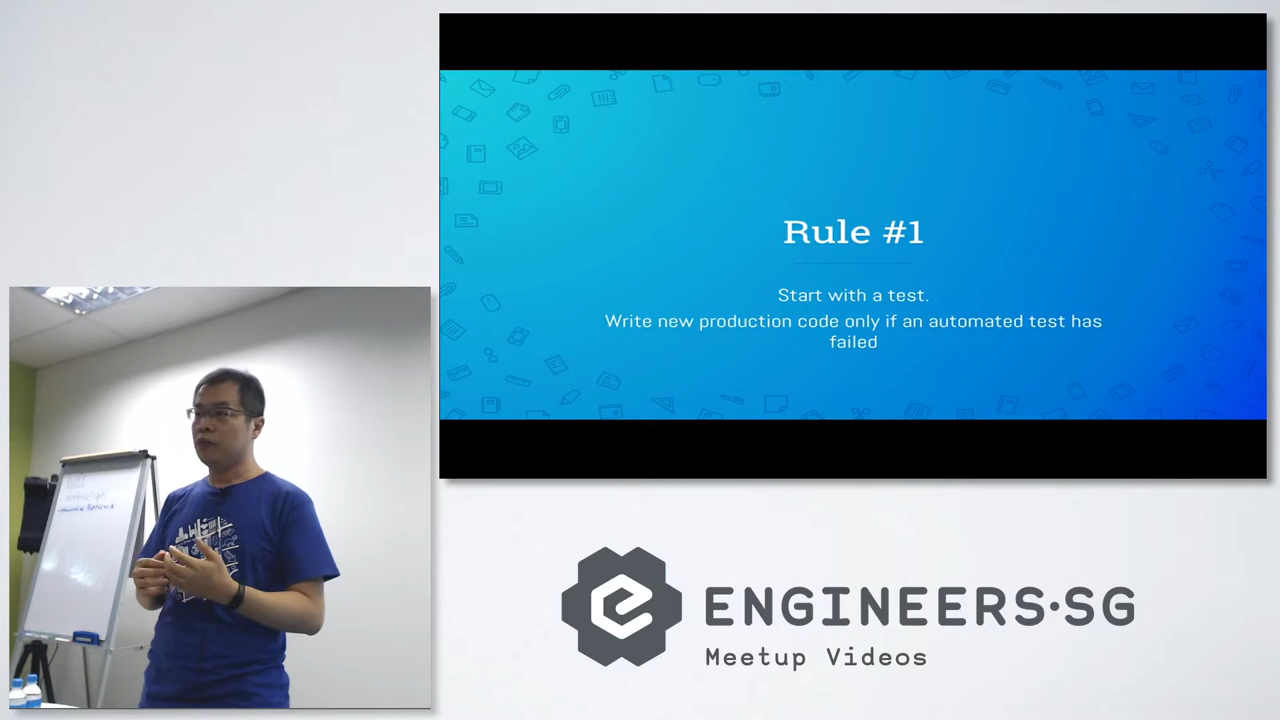 Rule #1
Start with a test.
Write new production code only if an automated test has
failed
ENGINEERS·SG
Meetup Videos